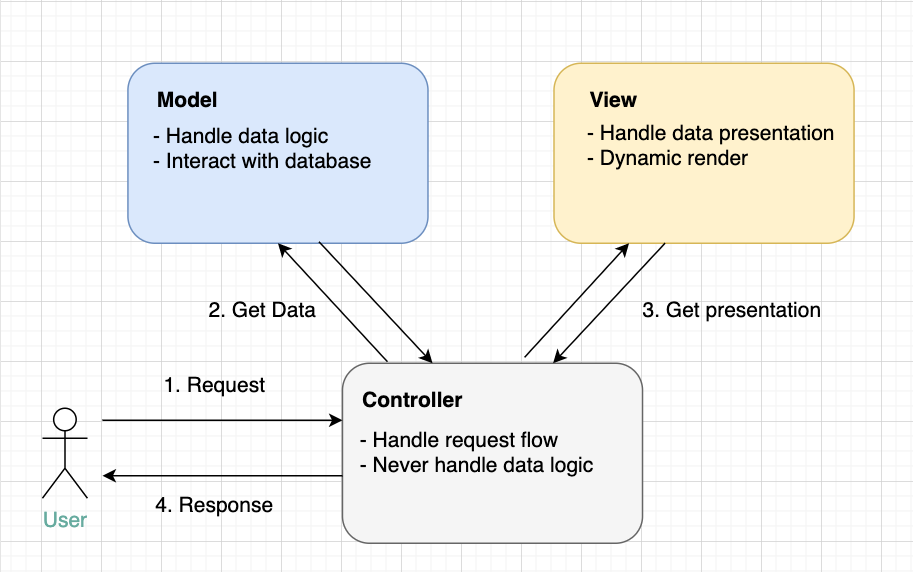 Model
- Handle data logic
- Interact with database
View
- Handle data presentation
- Dynamic render
2. Get Data
3. Get presentation
1. Request
Controller
- Handle request flow
- Never handle data logic
4. Response
User